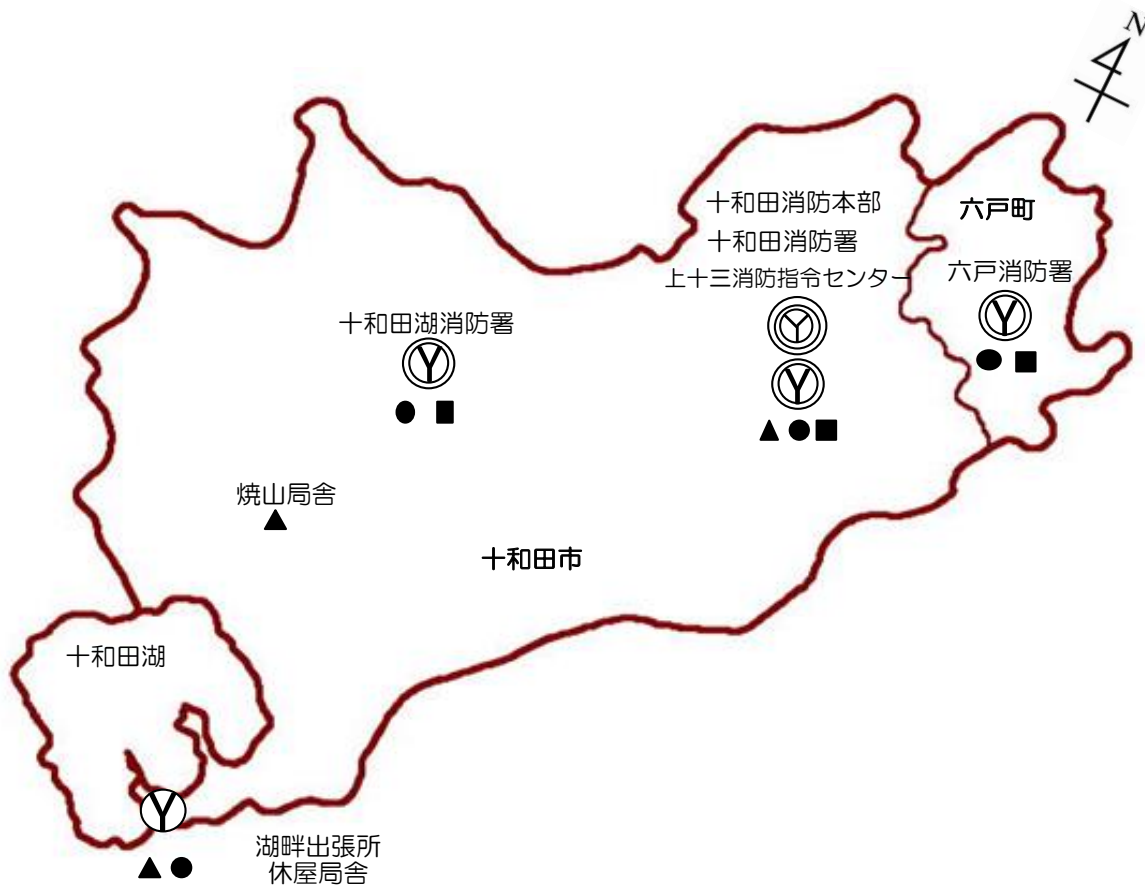 N
十和田消防本部
十和田消防署
上十三消防指令センター
六戸町
六戸消防署
十和田湖消防署
焼山局舎
十和田市
十和田湖
湖畔出張所
休屋局舎